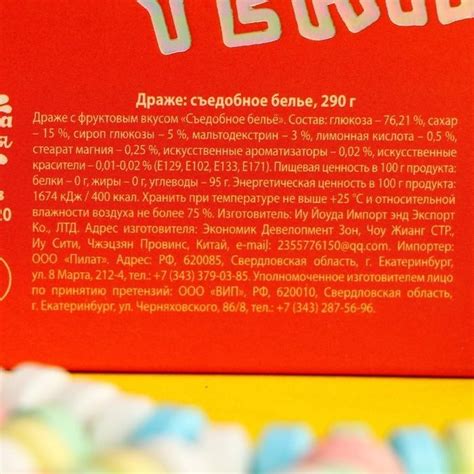 Драже: съедобное белье, 290 г
Драже с фруктовым вкусом «Съедобное бельё». Состав: глюкоза – 76,21 %, сахар
– 15 %, сироп глюкозы – 5 %, мальтодекстрин – 3 %, лимонная кислота – 0,5 %,
стеарат магния – 0,25 %, искусственные ароматизаторы – 0,02 %, искусственные
красители – 0,01-0,02 % (Е129, Е102, Е133, Е171). Пищевая ценность в 100 г продукта:
белки – 0 г, жиры – 0 г, углеводы – 95 г. Энергетическая ценность в 100 г продукта:
1674 кДж / 400 ккал. Хранить при температуре не выше +25 °С и относительной
влажности воздуха не более 75 %. Изготовитель: Иу Йоуда Импорт энд Экспорт
Ко., ЛТД. Адрес изготовителя: Экономик Девелопмент Зон, Чоу Жианг СТР.,
Иу Сити, Чжэцзян Провинс, Китай, e-mail: 2355776150@qq.com. Импортер:
ООО «Пилат». Адрес: РФ, 620085, Свердловская область, г. Екатеринбург,
ул. 8 Марта, 212-4, тел.: +7 (343) 379-03-85. Уполномоченное изготовителем лицо
по принятию претензий: ООО «ВИП», РФ, 620010, Свердловская область,
г. Екатеринбург, ул. Черняховского, 86/8, тел.: +7 (343) 287-56-96.
20